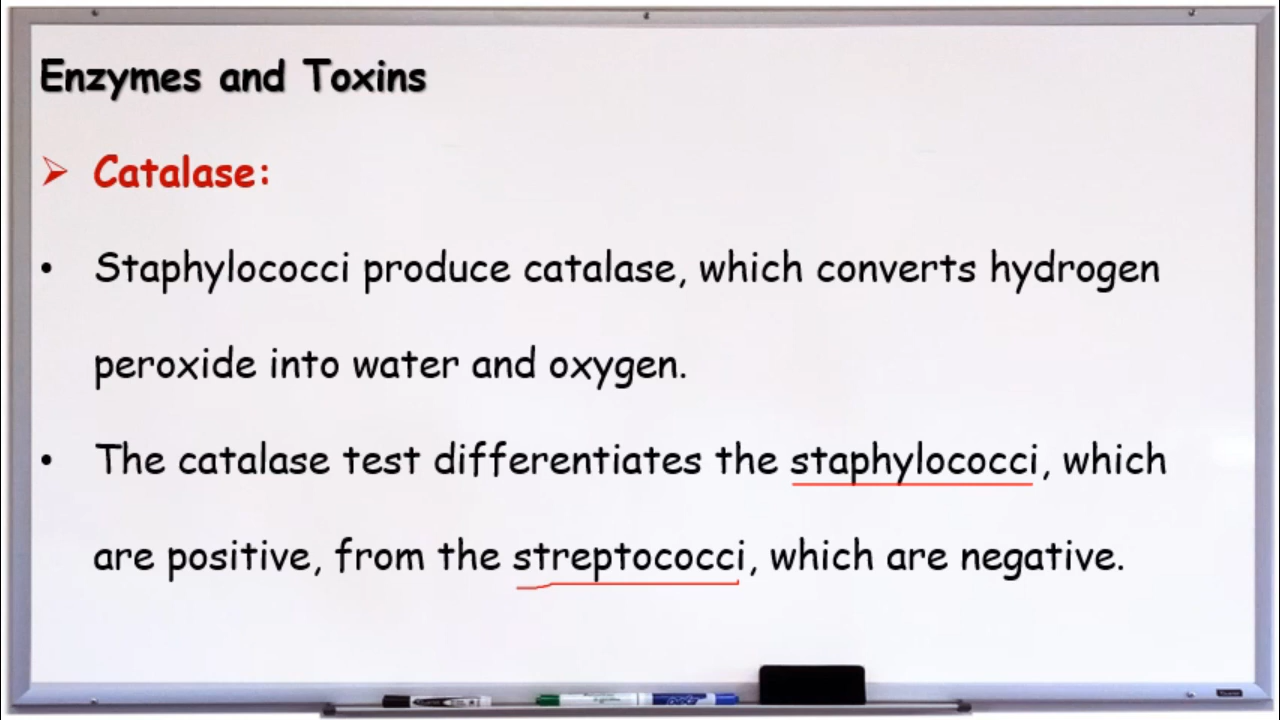 Enzymes and Toxins
➢ Catalase:
• Staphylococci produce catalase, which converts hydrogen
peroxide into water and oxygen.
• The catalase test differentiates the staphylococci, which
are positive, from the streptococci, which are negative.